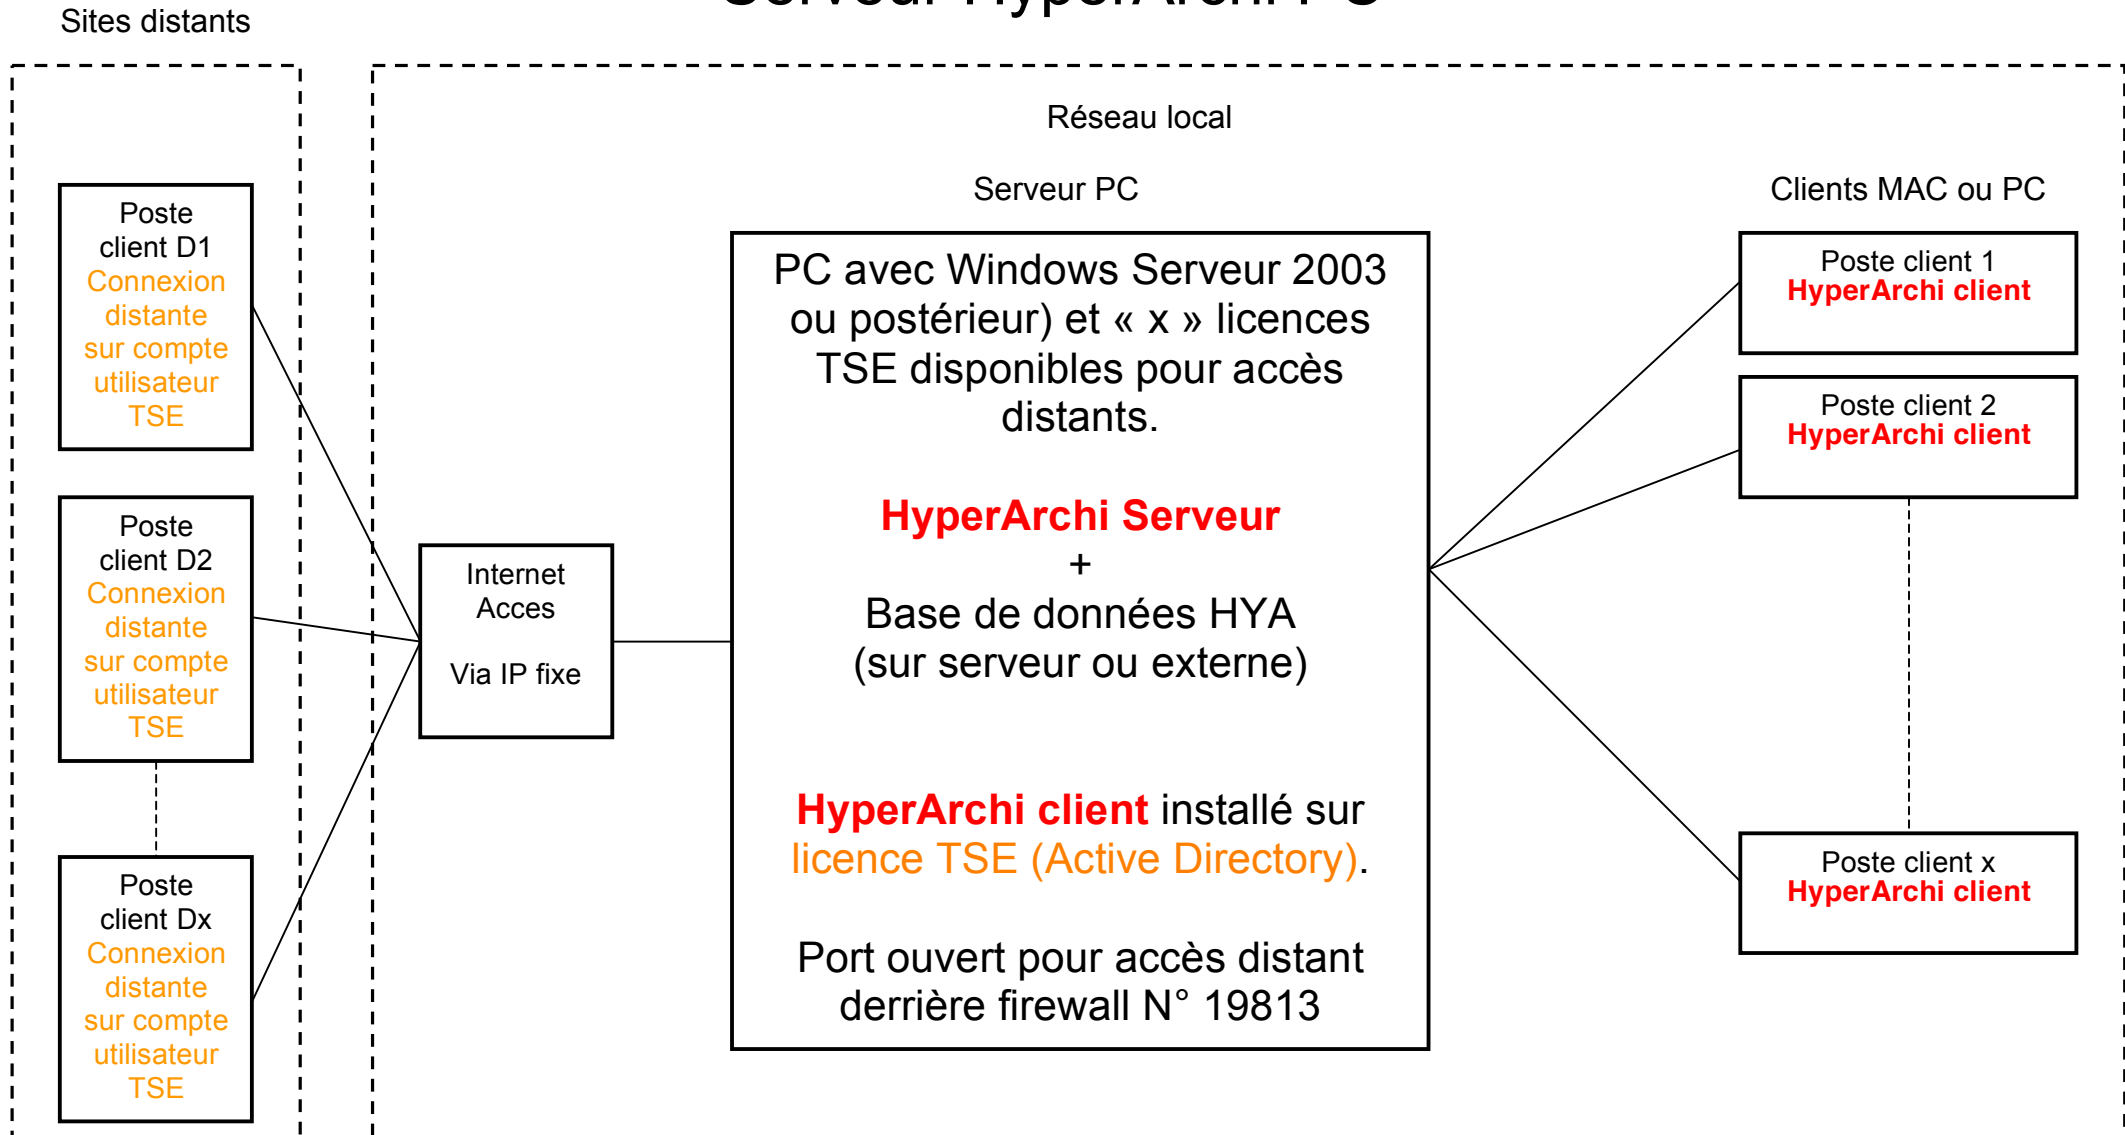 Serveur HyperArchi PC
Sites distants
Réseau local
Serveur PC
Clients MAC ou PC
Poste
client D1
Connexion
distante
sur compte
utilisateur
TSE
Poste
client D2
Connexion
distante
sur compte
utilisateur
TSE
Poste
client Dx
Connexion
distante
sur compte
utilisateur
TSE
Internet
Acces
Via IP fixe
PC avec Windows Serveur 2003
ou postérieur) et « x » licences
TSE disponibles pour accès
distants.
HyperArchi Serveur
+
Base de données HYA
(sur serveur ou externe)
HyperArchi client installé sur
licence TSE (Active Directory).
Port ouvert pour accès distant
derrière firewall N° 19813
Poste client 1
HyperArchi client
Poste client 2
HyperArchi client
Poste client x
HyperArchi client